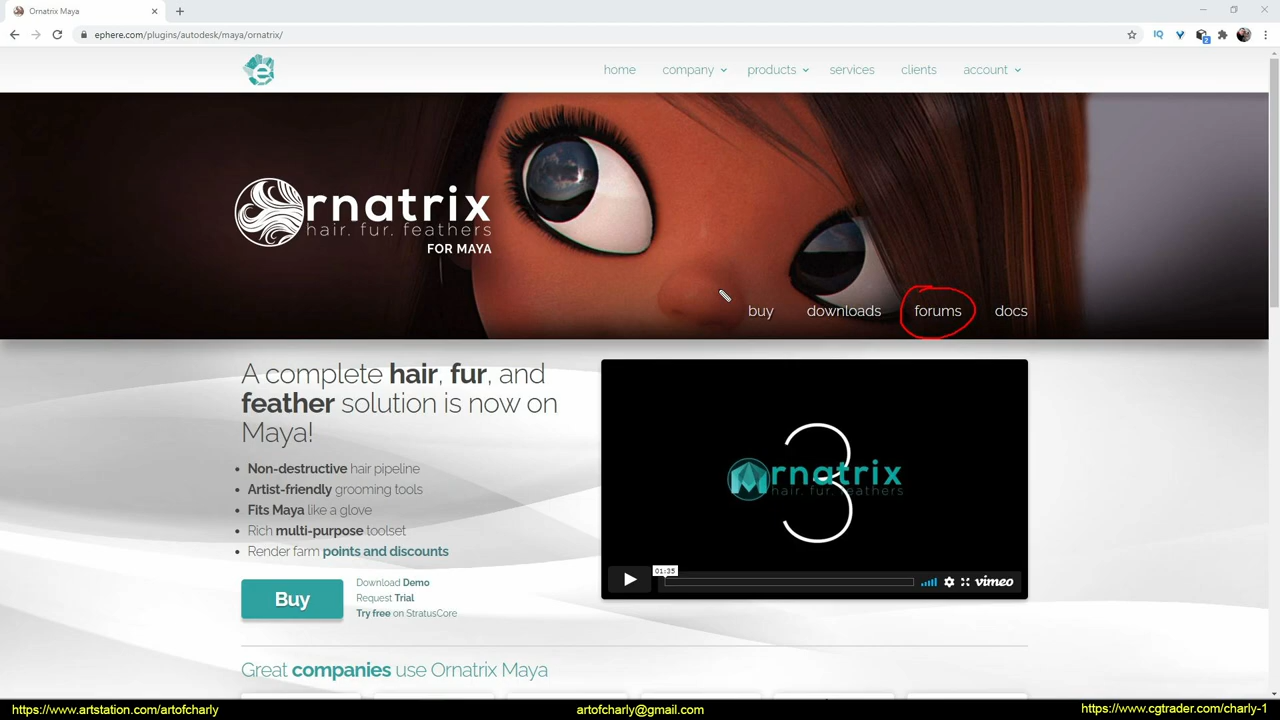 Ornatrix Maya
ephere.com/plugins/autodesk/maya/ornatrix/
IQ
2
e
home company products services clients account
rnatrix
hair. fur. feathers
FOR MAYA
buy downloads forums docs
A complete hair, fur, and
feather solution is now on
Maya!
Non-destructive hair pipeline
Artist-friendly grooming tools
Fits Maya like a glove
Rich multi-purpose toolset
Render farm points and discounts
Buy
Download Demo
Request Trial
Try free on StratusCore
3
rnatrix
hair. fur. feathers
01:35
vimeo
Great companies use Ornatrix Maya
https://www.artstation.com/artofcharly
artofcharly@gmail.com
https://www.cgtrader.com/charly-1